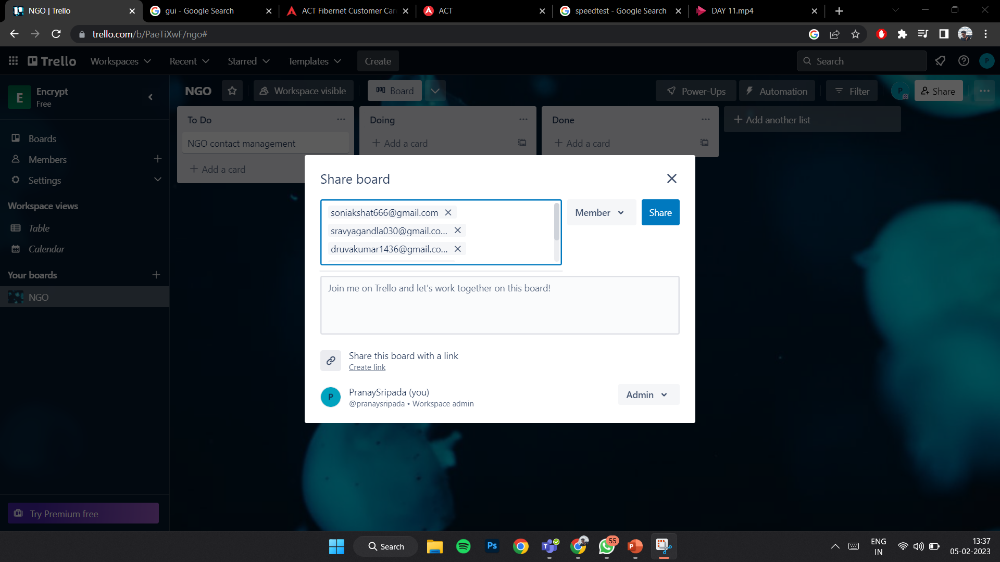 NGO | Trello
gui - Google Search
ACT Fibernet Customer Car
ACT
speedtest - Google Search
DAY 11.mp4
trello.com/b/PaeTiXwF/ngo#
Trello
Workspaces
Recent
Starred
Templates
Create
Search
P
E
Encrypt
Free
NGO
Workspace visible
Board
Power-Ups
Automation
Filter
P
Share
Boards
Members
Settings
Workspace views
Table
Calendar
Your boards
NGO
Try Premium free
To Do
NGO contact management
Add a card
Doing
Add a card
Done
Add a card
Add another list
Share board
soniakshat666@gmail.com
sravyagandla030@gmail.co...
druvakumar1436@gmail.co...
Member
Share
Join me on Trello and let's work together on this board!
Share this board with a link
Create link
P
PranaySripada (you)
@pranaysripada • Workspace admin
Admin
Search
Ps
55
ENG
IN
13:37
05-02-2023